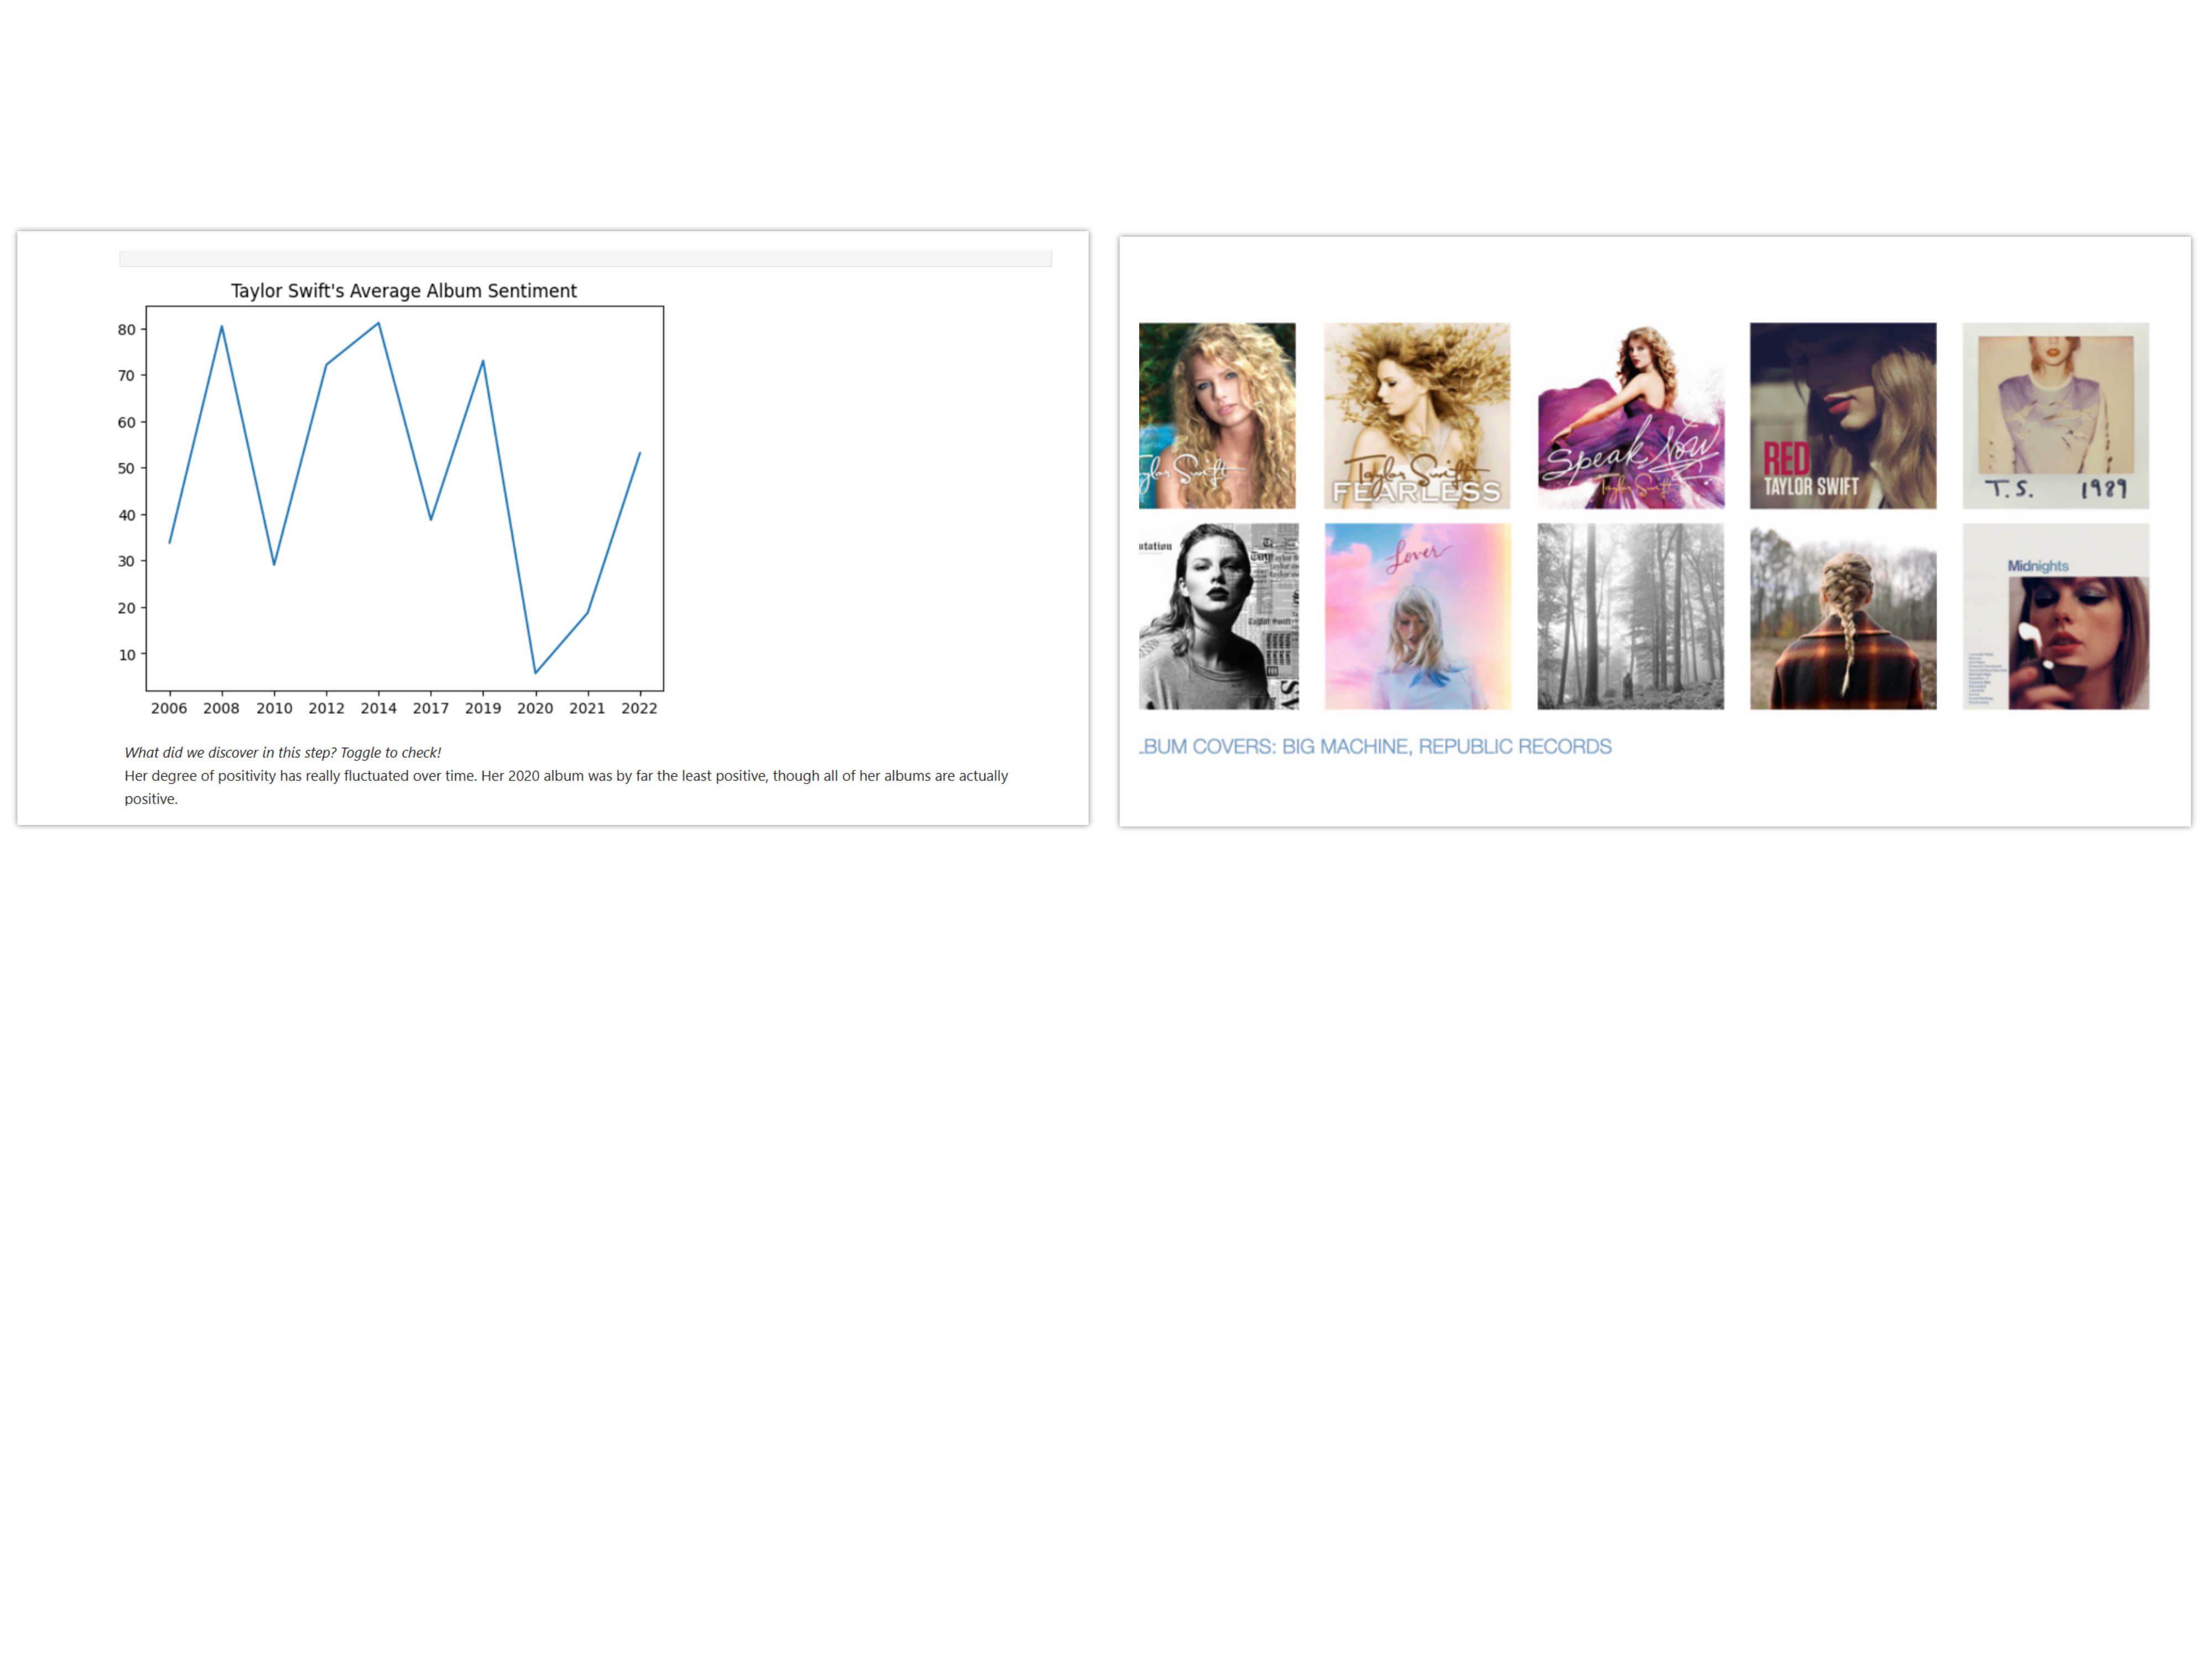 Taylor Swift's Average Album Sentiment
80
70
60
50
40
30
20
10
2006 2008 2010 2012 2014 2017 2019 2020 2021 2022
What did we discover in this step? Toggle to check!
Her degree of positivity has really fluctuated over time. Her 2020 album was by far the least positive, though all of her albums are actually
positive.
ylor Swift
Taylor Swift
FEARLESS
Speak Now
Taylor Swift
RED
TAYLOR SWIFT
T.S. 1989
utation
Taylor Swift
Lover
Midnights
BUM COVERS: BIG MACHINE, REPUBLIC RECORDS